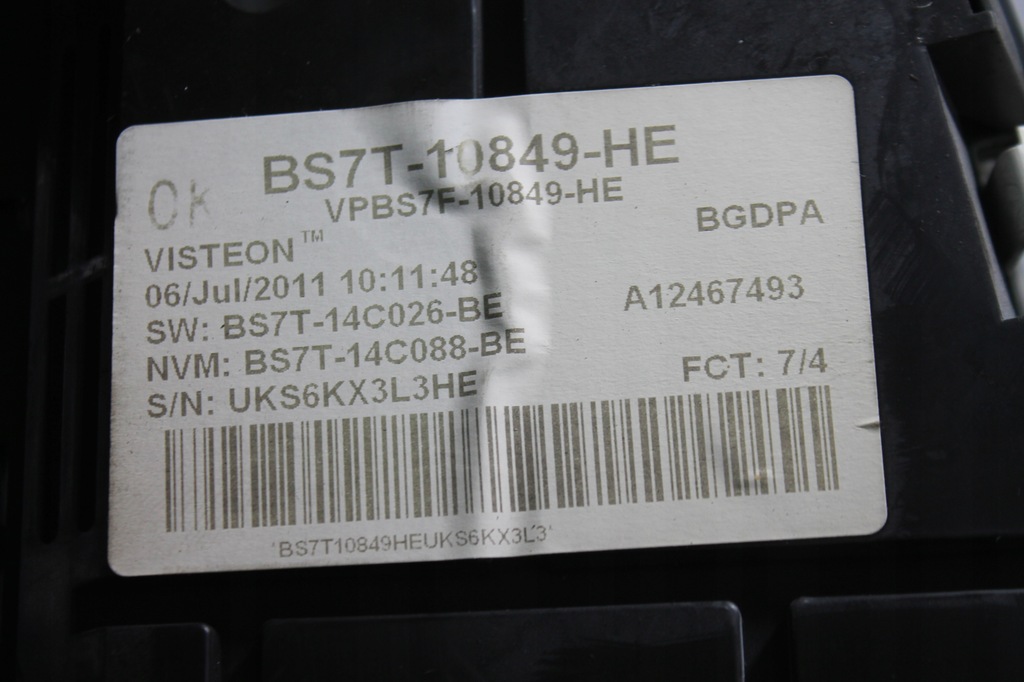 BS7T-10849-HE
OK
VPBS7F-10849-HE
BGDPA
VISTEON™
06/Jul/2011 10:11:48
A12467493
SW: BS7T-14C026-BE
NVM: BS7T-14C088-BE
FCT: 7/4
S/N: UKS6KX3L3HE
*BS7T10849HEUKS6KX3L3*